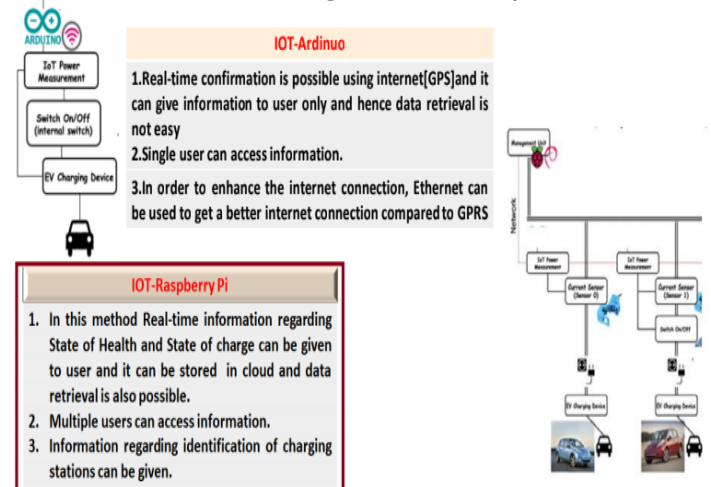 ARDUINO
IoT Power
Measurement
Switch On/Off
(internal switch)
EV Charging Device
IOT-Ardinuo
1.Real-time confirmation is possible using internet[GPS]and it
can give information to user only and hence data retrieval is
not easy
2.Single user can access information.
3.In order to enhance the internet connection, Ethernet can
be used to get a better internet connection compared to GPRS
IOT-Raspberry Pi
1. In this method Real-time information regarding
State of Health and State of charge can be given
to user and it can be stored in cloud and data
retrieval is also possible.
2. Multiple users can access information.
3. Information regarding identification of charging
stations can be given.
Management Unit
Network
IoT Power
Measurement
Current Sensor
(Sensor 0)
EV Charging Device
IoT Power
Measurement
Current Sensor
(Sensor 1)
Switch On/Off
EV Charging Device